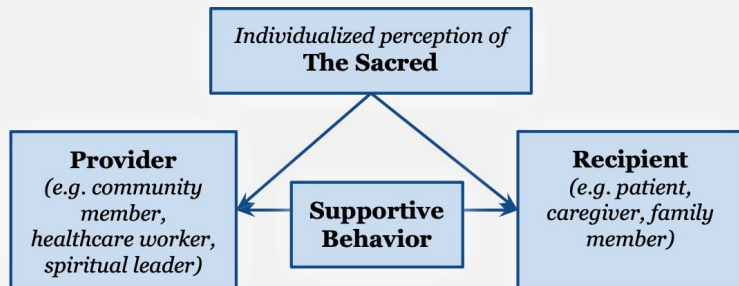 Individualized perception of
The Sacred
Provider
(e.g. community
member,
healthcare worker,
spiritual leader)
Supportive
Behavior
Recipient
(e.g. patient,
caregiver, family
member)